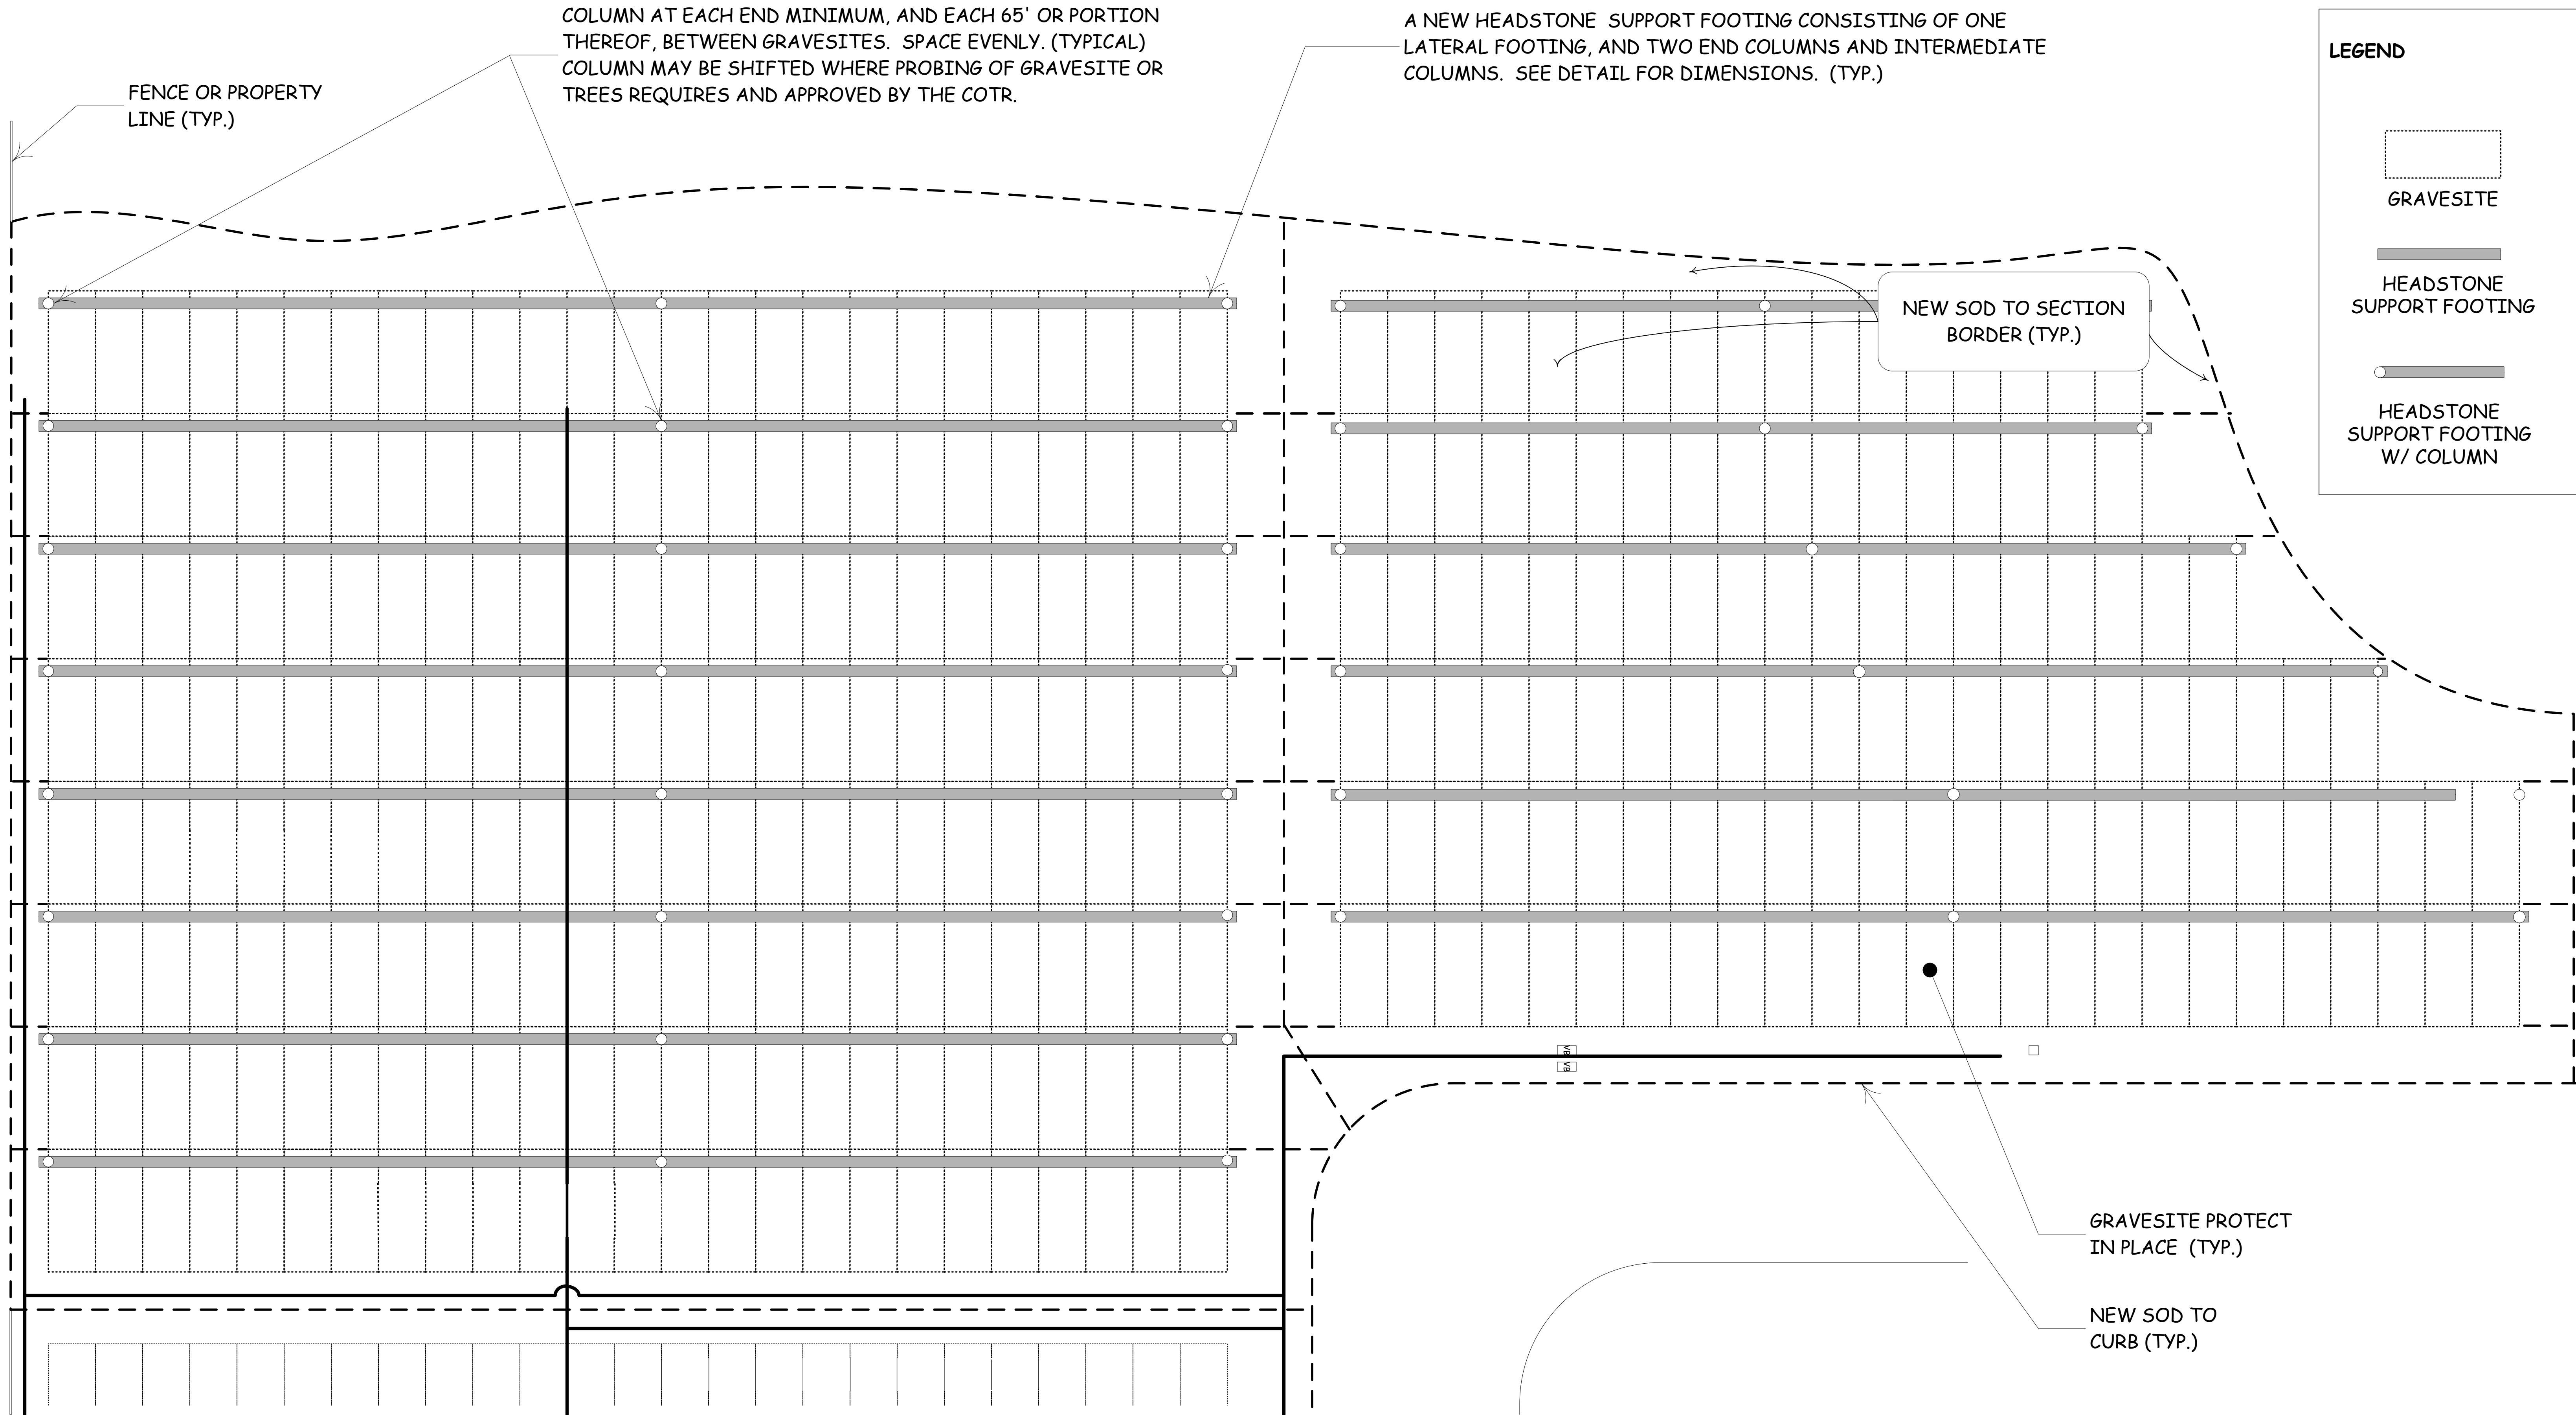 COLUMN AT EACH END MINIMUM, AND EACH 65' OR PORTION
THEREOF, BETWEEN GRAVESITES.  SPACE EVENLY. (TYPICAL)
COLUMN MAY BE SHIFTED WHERE PROBING OF GRAVESITE OR
TREES REQUIRES AND APPROVED BY THE COTR.
A NEW HEADSTONE  SUPPORT FOOTING CONSISTING OF ONE
LATERAL FOOTING, AND TWO END COLUMNS AND INTERMEDIATE
COLUMNS.  SEE DETAIL FOR DIMENSIONS.  (TYP.)
FENCE OR PROPERTY
LINE (TYP.)
LEGEND
GRAVESITE
HEADSTONE
SUPPORT FOOTING
HEADSTONE
SUPPORT FOOTING
W/ COLUMN
NEW SOD TO SECTION
BORDER (TYP.)
VB
VB
GRAVESITE PROTECT
IN PLACE  (TYP.)
NEW SOD TO
CURB (TYP.)